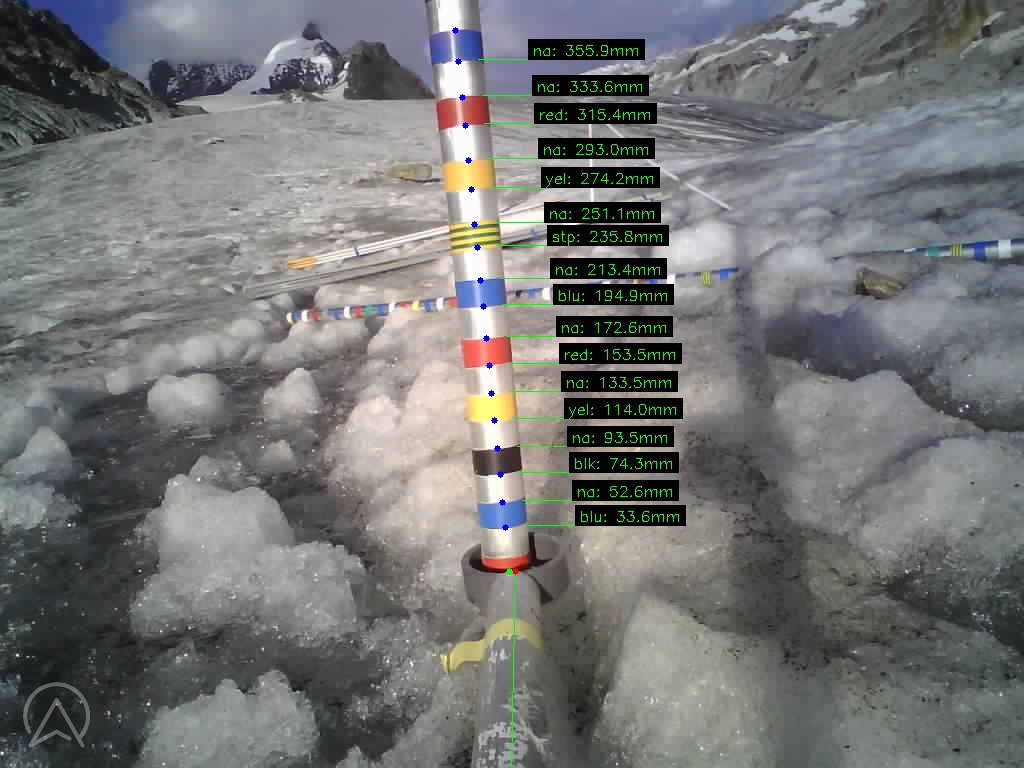 na: 355.9mm
na: 333.6mm
red: 315.4mm
na: 293.0mm
yel: 274.2mm
na: 251.1mm
stp: 235.8mm
na: 213.4mm
blu: 194.9mm
na: 172.6mm
red: 153.5mm
na: 133.5mm
yel: 114.0mm
na: 93.5mm
blk: 74.3mm
na: 52.6mm
blu: 33.6mm